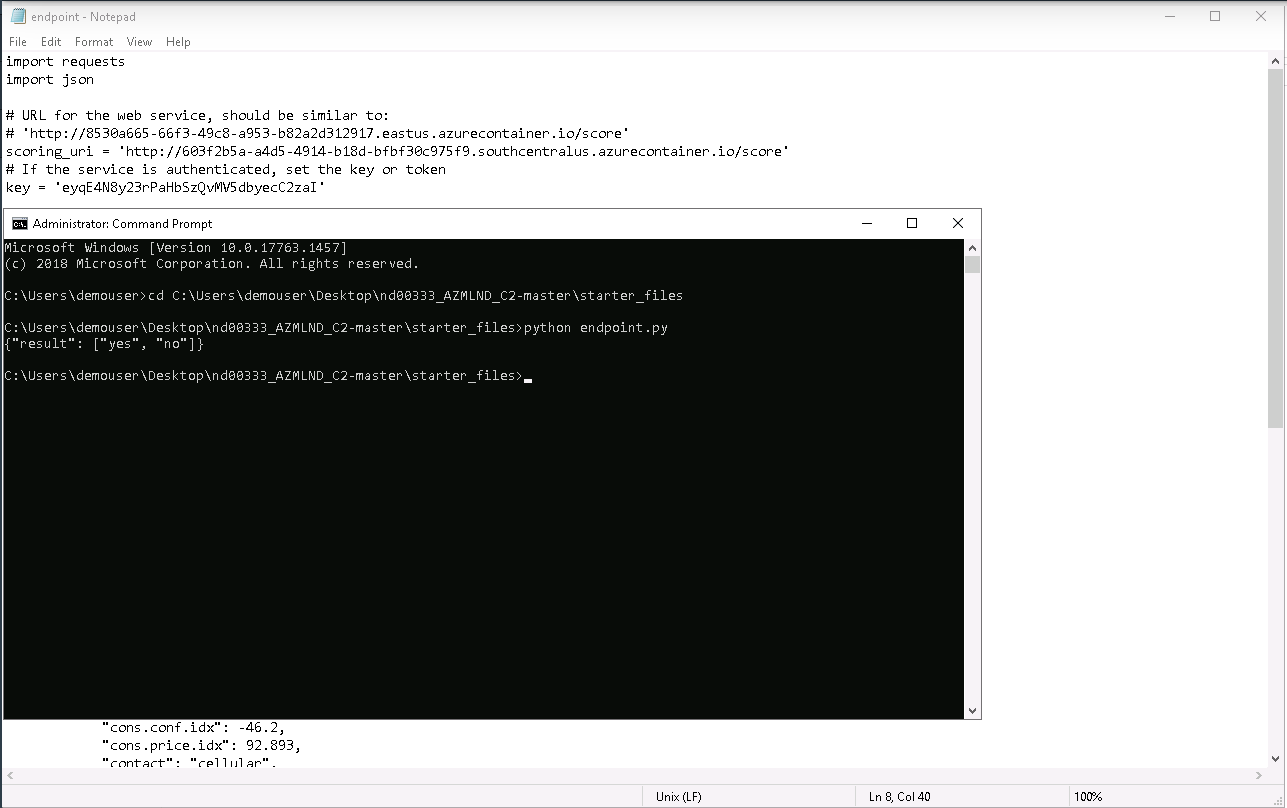 endpoint - Notepad
File Edit Format View Help
import requests
import json
# URL for the web service, should be similar to:
# 'http://8530a665-66f3-49c8-a953-b82a2d312917.eastus.azurecontainer.io/score'
scoring_uri = 'http://603f2b5a-a4d5-4914-b18d-bfbf30c975f9.southcentralus.azurecontainer.io/score'
# If the service is authenticated, set the key or token
key = 'eyqE4N8y23rPaHbSzQvMV5dbyecC2zaI'
Administrator: Command Prompt
Microsoft Windows [Version 10.0.17763.1457]
(c) 2018 Microsoft Corporation. All rights reserved.
C:\Users\demouser>cd C:\Users\demouser\Desktop\nd00333_AZMLND_C2-master\starter_files
C:\Users\demouser\Desktop\nd00333_AZMLND_C2-master\starter_files>python endpoint.py
{"result": ["yes", "no"]}
C:\Users\demouser\Desktop\nd00333_AZMLND_C2-master\starter_files>
"cons.conf.idx": -46.2,
"cons.price.idx": 92.893,
"contact": "cellular",
Unix (LF) Ln 8, Col 40 100%